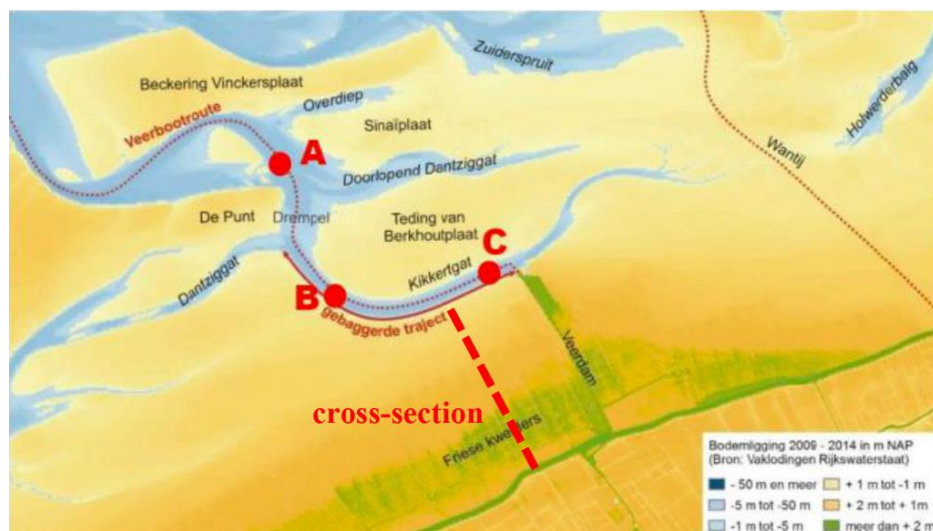 Zuiderspruit
Beckering Vinckersplaat
Overdiep
Holwerderbalg
Veerbootroute
Sinaïplaat
Wantij
A
Doorlopend Dantziggat
De Punt
Drempel
Teding van
Berkhoutplaat
C
Kikkertgat
Dantziggat
B
gebaggerde traject
Veerdam
cross-section
Friese kwelders
Bodemligging 2009 - 2014 in m NAP
(Bron: Vaklodingen Rijkswaterstaat)
- 50 m en meer
+ 1 m tot -1 m
-5 m tot -50 m
+ 2 m tot + 1m
-1 m tot -5 m
meer dan + 2 m